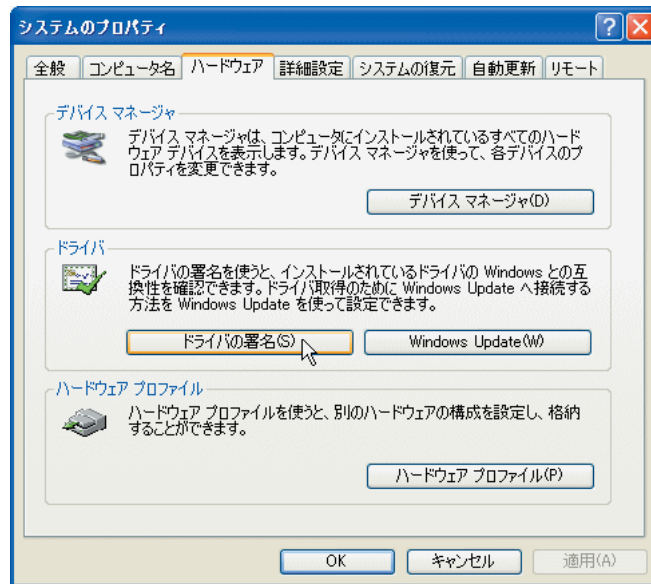 システムのプロパティ
全般 コンピュータ名 ハードウェア 詳細設定 システムの復元 自動更新 リモート
デバイス マネージャ
デバイス マネージャは、コンピュータにインストールされているすべてのハード
ウェア デバイスを表示します。デバイス マネージャを使って、各デバイスのプ
ロパティを変更できます。
デバイス マネージャ(D)
ドライバ
ドライバの署名を使うと、インストールされているドライバの Windows との互
換性を確認できます。ドライバ取得のために Windows Update へ接続する
方法を Windows Update を使って設定できます。
ドライバの署名(S) Windows Update(W)
ハードウェア プロファイル
ハードウェア プロファイルを使うと、別のハードウェアの構成を設定し、格納
することができます。
ハードウェア プロファイル(P)
OK キャンセル 適用(A)